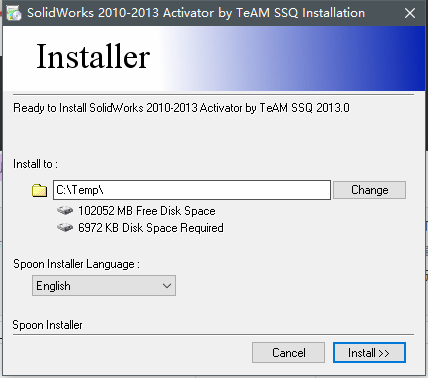 SolidWorks 2010-2013 Activator by TeAM SSQ Installation
Installer
Ready to Install SolidWorks 2010-2013 Activator by TeAM SSQ 2013.0
Install to :
C:\Temp\
Change
102052 MB Free Disk Space
6972 KB Disk Space Required
Spoon Installer Language :
English
Spoon Installer
Cancel
Install >>